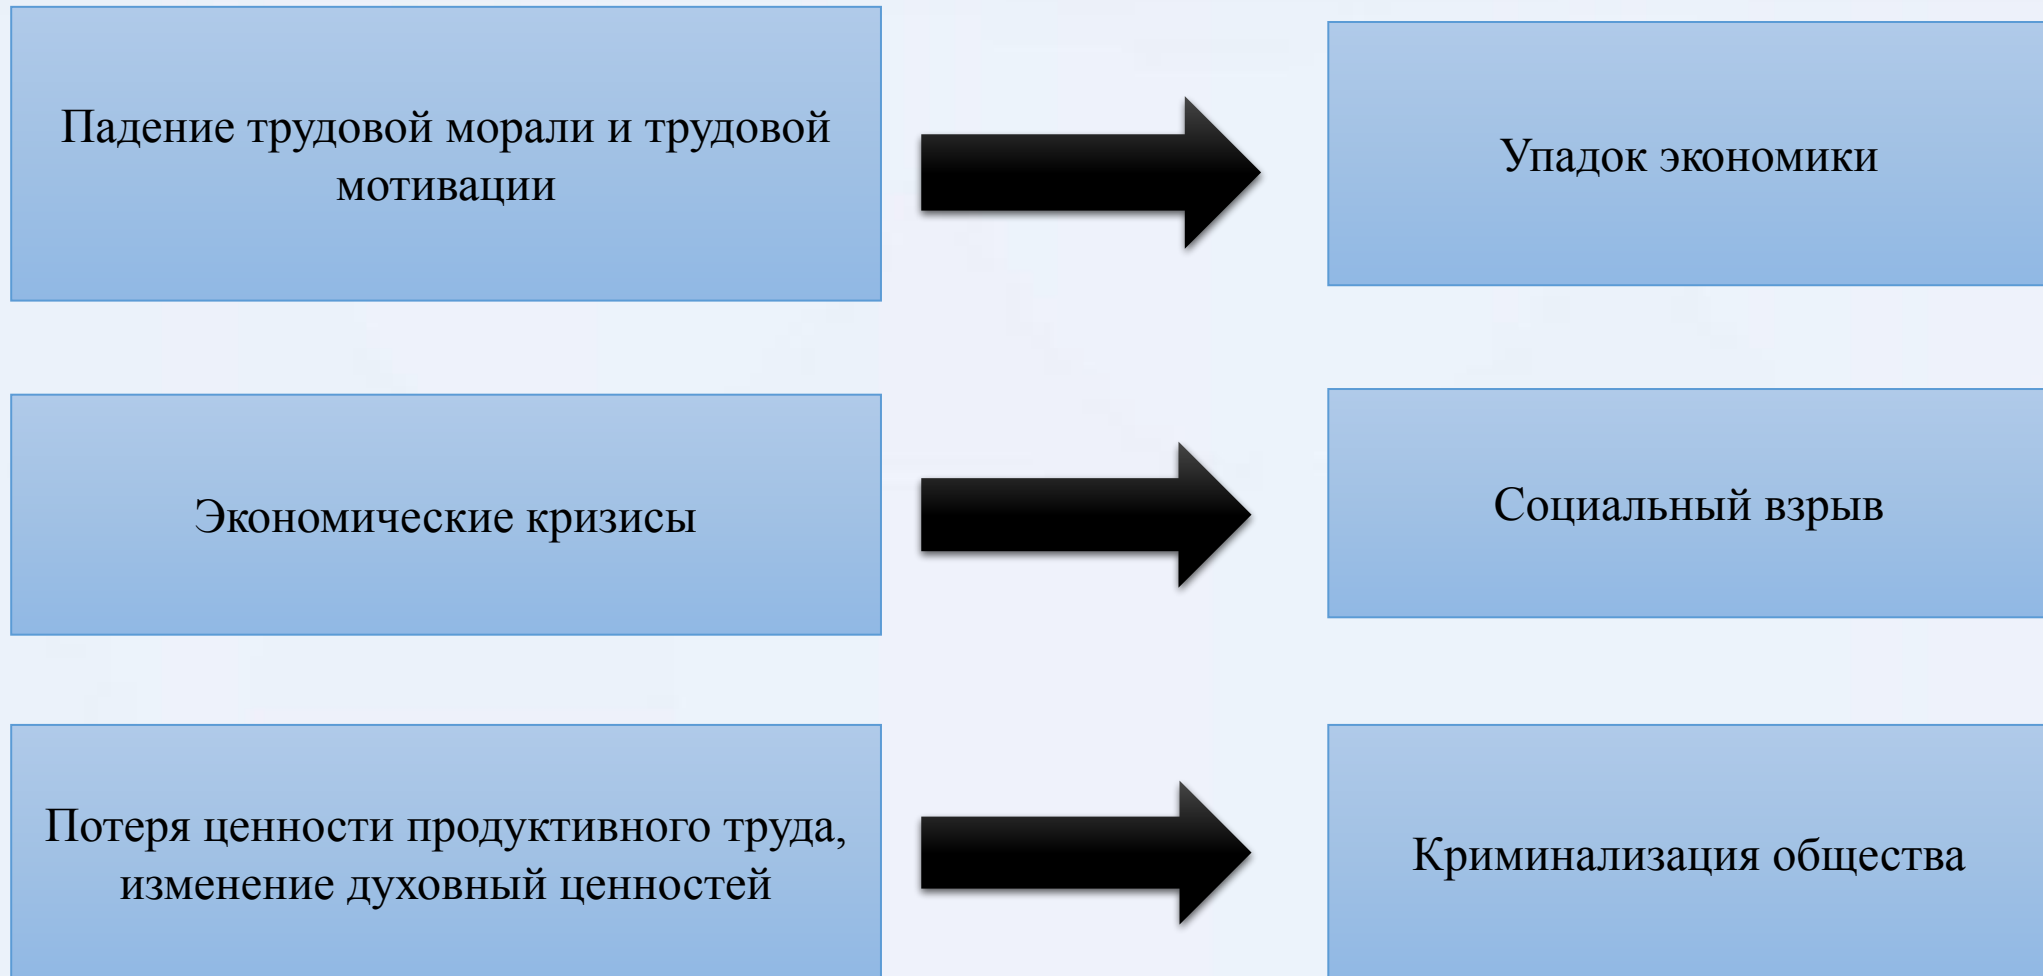 Падение трудовой морали и трудовой
мотивации
Упадок экономики
Экономические кризисы
Социальный взрыв
Потеря ценности продуктивного труда,
изменение духовный ценностей
Криминализация общества